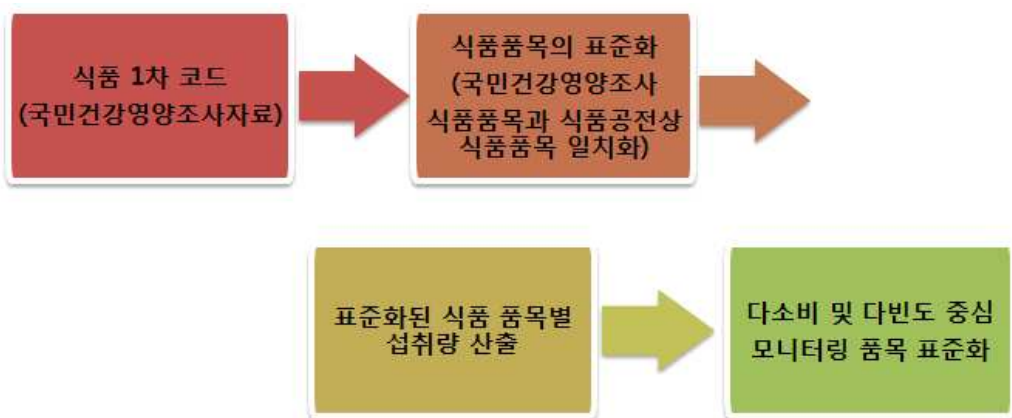 식품 1차 코드
(국민건강영양조사자료)
식품품목의 표준화
(국민건강영양조사
식품품목과 식품공전상
식품품목 일치화)
표준화된 식품 품목별
섭취량 산출
다소비 및 다빈도 중심
모니터링 품목 표준화